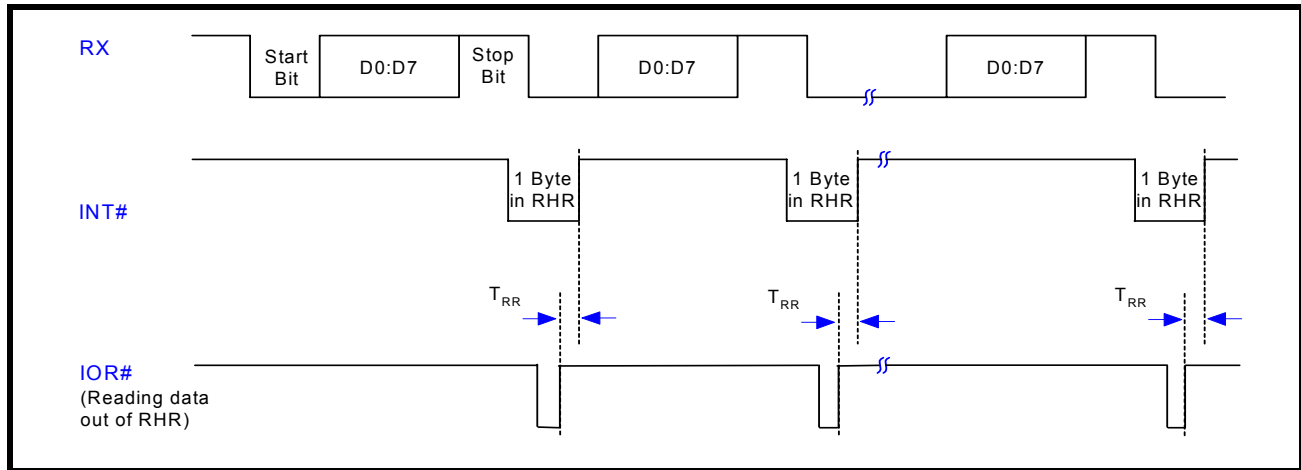 RX
Start
Bit
D0:D7
Stop
Bit
D0:D7
D0:D7
INT#
1 Byte
in RHR
1 Byte
in RHR
1 Byte
in RHR
TRR
TRR
TRR
IOR#
(Reading data
out of RHR)